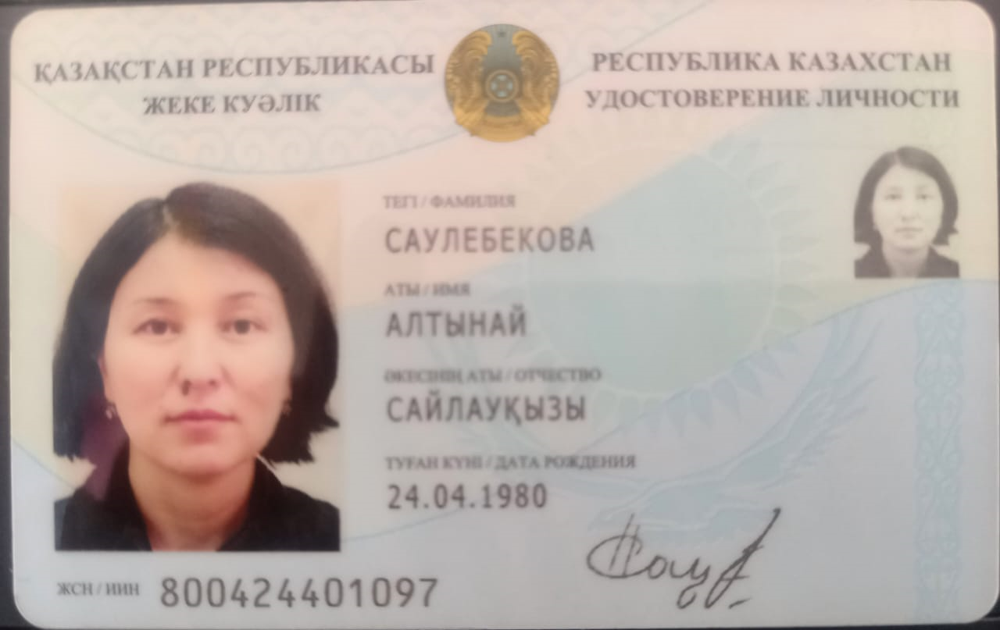 ҚАЗАҚСТАН РЕСПУБЛИКАСЫ
ЖЕКЕ КУӘЛІК
РЕСПУБЛИКА КАЗАХСТАН
УДОСТОВЕРЕНИЕ ЛИЧНОСТИ
ТЕГІ / ФАМИЛИЯ
САУЛЕБЕКОВА
АТЫ / ИМЯ
АЛТЫНАЙ
ӘКЕСІНІҢ АТЫ / ОТЧЕСТВО
САЙЛАУҚЫЗЫ
ТУҒАН КҮНІ / ДАТА РОЖДЕНИЯ
24.04.1980
ЖСН / ИИН 800424401097